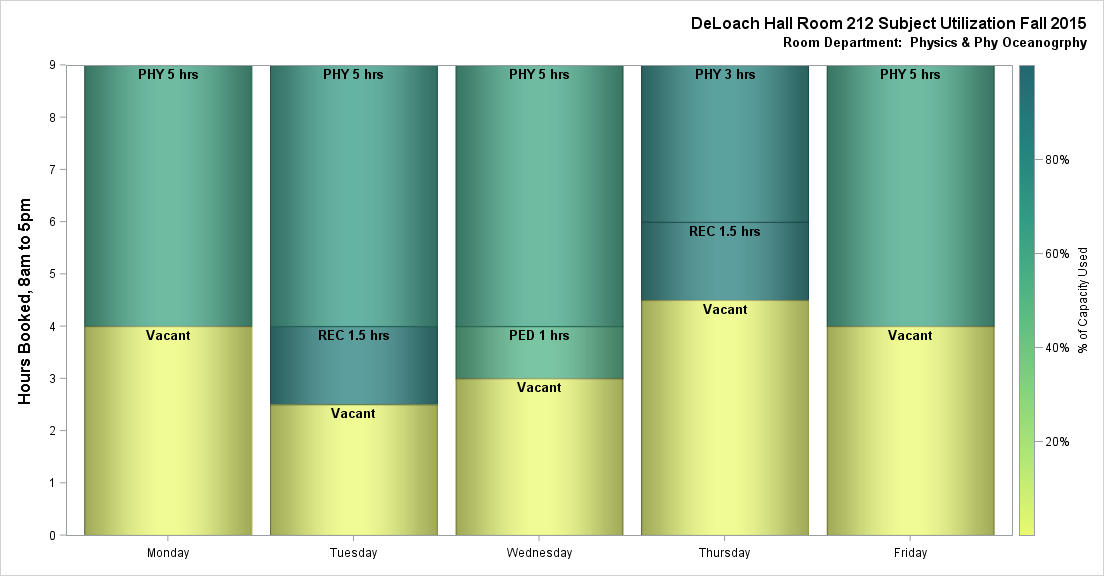 DeLoach Hall Room 212 Subject Utilization Fall 2015
Room Department:  Physics & Phy Oceanogrphy
Hours Booked, 8am to 5pm
9
8
7
6
5
4
3
2
1
0
PHY 5 hrs
Vacant
PHY 5 hrs
REC 1.5 hrs
Vacant
PHY 5 hrs
PED 1 hrs
Vacant
PHY 3 hrs
REC 1.5 hrs
Vacant
PHY 5 hrs
Vacant
Monday
Tuesday
Wednesday
Thursday
Friday
80%
60%
40%
20%
% of Capacity Used